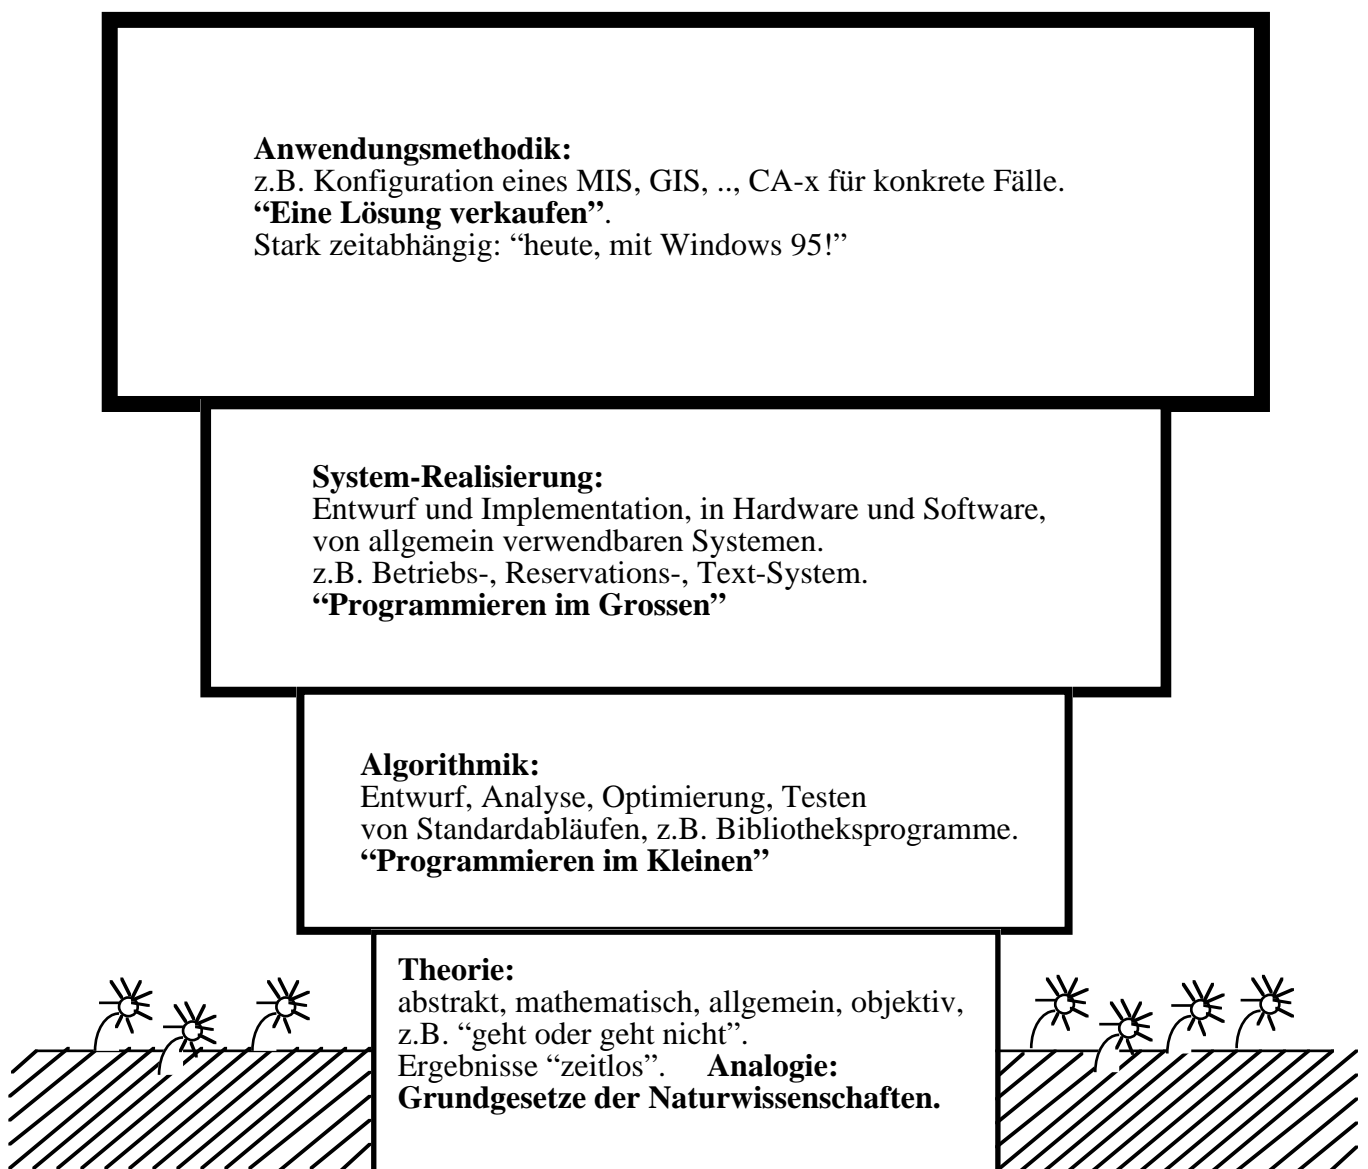 Anwendungsmethodik:
z.B. Konfiguration eines MIS, GIS, .., CA-x für konkrete Fälle.
“Eine Lösung verkaufen”.
Stark zeitabhängig: “heute, mit Windows 95!”
System-Realisierung:
Entwurf und Implementation, in Hardware und Software,
von allgemein verwendbaren Systemen.
z.B. Betriebs-, Reservations-, Text-System.
“Programmieren im Grossen”
Algorithmik:
Entwurf, Analyse, Optimierung, Testen
von Standardabläufen, z.B. Bibliotheksprogramme.
“Programmieren im Kleinen”
Theorie:
abstrakt, mathematisch, allgemein, objektiv,
z.B. “geht oder geht nicht”.
Ergebnisse “zeitlos”. Analogie:
Grundgesetze der Naturwissenschaften.